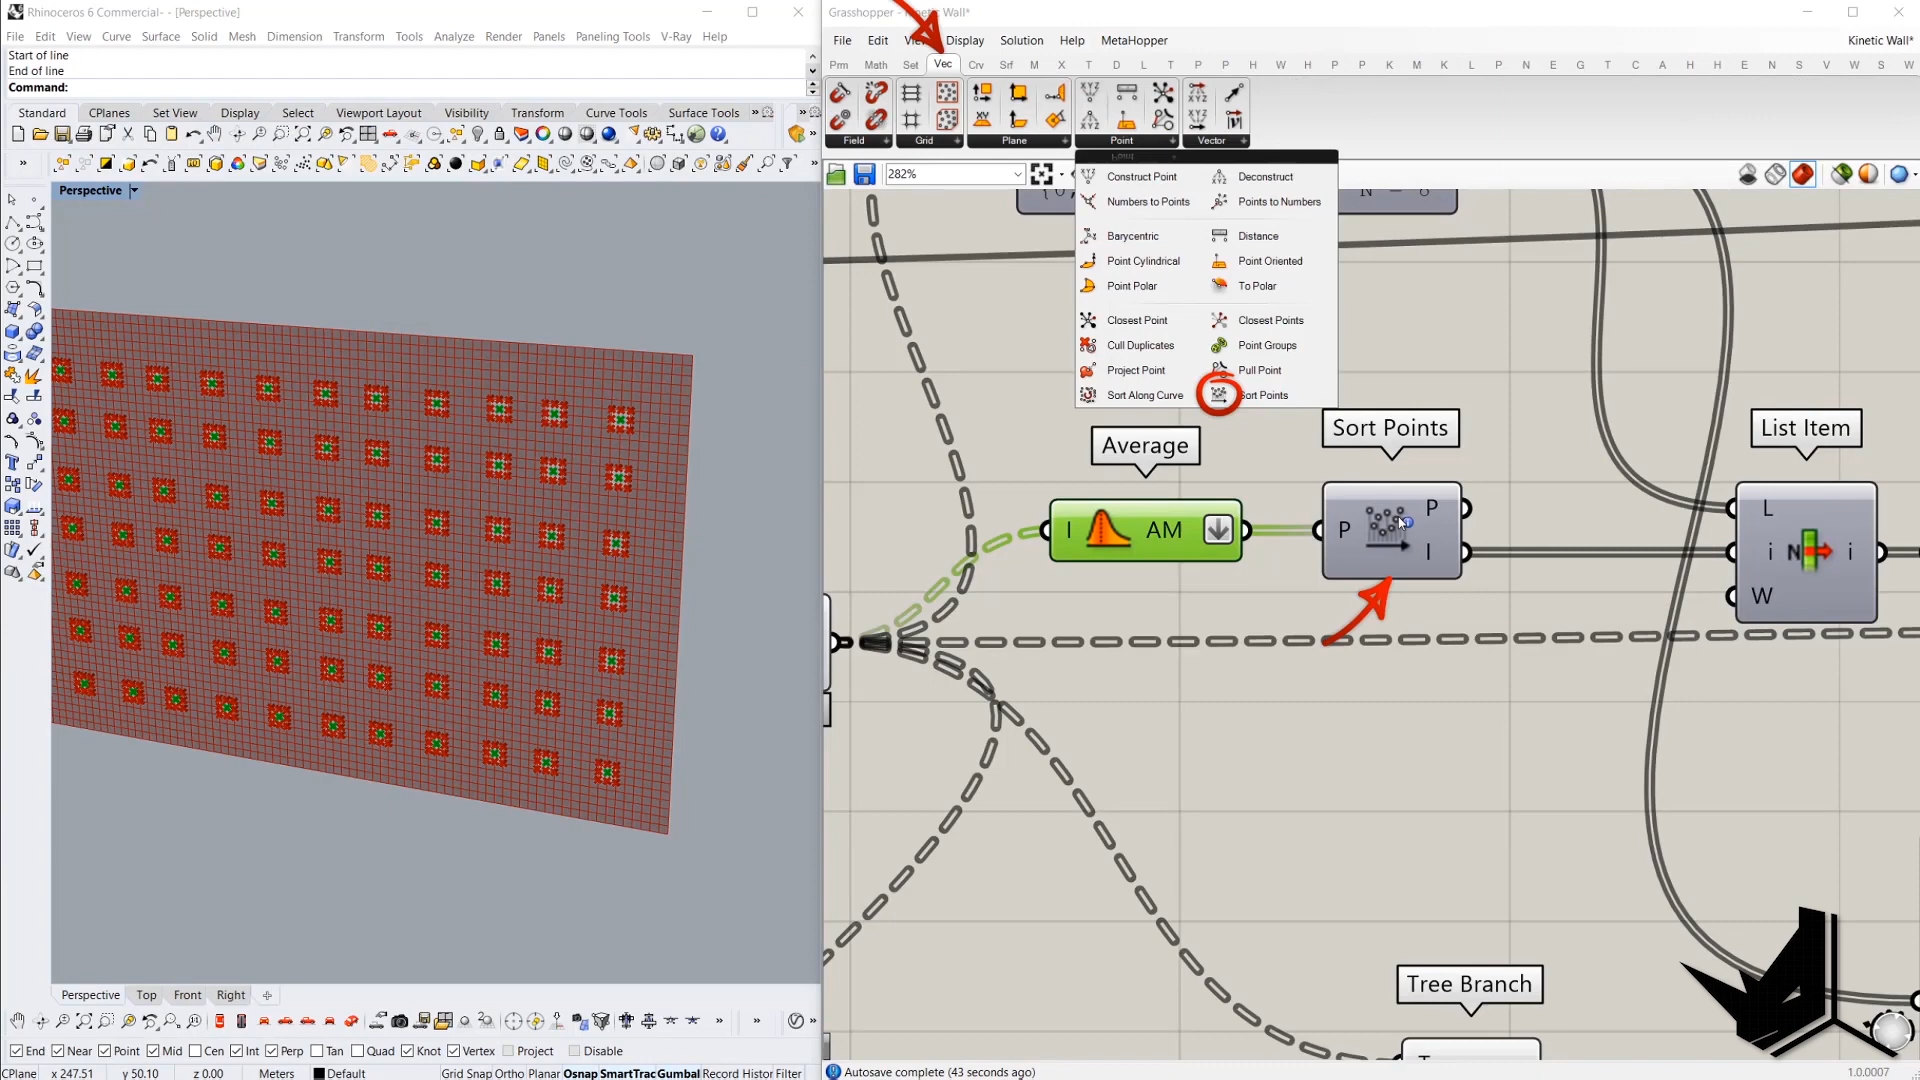 Rhinoceros 6 Commercial- - [Perspective]
File Edit View Curve Surface Solid Mesh Dimension Transform Tools Analyze Render Panels Paneling Tools V-Ray Help
Start of line
End of line
Command:
Standard CPlanes Set View Display Select Viewport Layout Visibility Transform Curve Tools Surface Tools »
Perspective
Perspective Top Front Right
End Near Point Mid Cen Int Perp Tan Quad Knot Vertex Project Disable
CPlane x 247.51 y 50.10 z 0.00 Meters Default Grid Snap Ortho Planar Osnap SmartTrac Gumbal Record Histor Filter
Grasshopper - Kinetic Wall*
File Edit View Display Solution Help MetaHopper Kinetic Wall*
Prm Math Set Vec Crv Srf M X T D L T P P H W H P P K M K L P N E G T C A H H E N S V W S W
Field Grid Plane Point Vector
282%
Point
Construct Point Deconstruct
Numbers to Points Points to Numbers
Barycentric Distance
Point Cylindrical Point Oriented
Point Polar To Polar
Closest Point Closest Points
Cull Duplicates Point Groups
Project Point Pull Point
Sort Along Curve Sort Points
Average
Sort Points
List Item
I AM
P P I
L i W N i
Tree Branch
Autosave complete (43 seconds ago)
1.0.0007